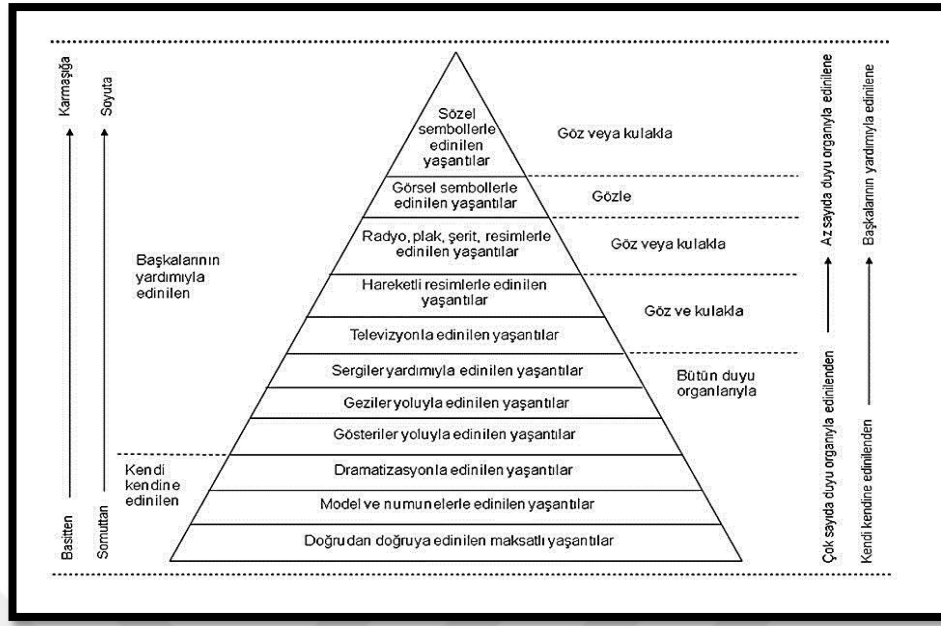 Karmaşığa
Soyuta
Basitten
Somuttan
Başkalarının
yardımıyla
edinilen
Kendi
kendine
edinilen
Sözel
sembollerle
edinilen
yaşantılar
Görsel sembollerle
edinilen yaşantılar
Radyo, plak, şerit, resimlerle
edinilen yaşantılar
Hareketli resimlerle edinilen
yaşantılar
Televizyonla edinilen yaşantılar
Sergiler yardımıyla edinilen yaşantılar
Geziler yoluyla edinilen yaşantılar
Gösteriler yoluyla edinilen yaşantılar
Dramatizasyonla edinilen yaşantılar
Model ve numunelerle edinilen yaşantılar
Doğrudan doğruya edinilen maksatlı yaşantılar
Göz veya kulakla
Gözle
Göz veya kulakla
Göz ve kulakla
Bütün duyu
organlarıyla
Az sayıda duyu organıyla edinilene
Çok sayıda duyu organıyla edinilenden
Başkalarının yardımıyla edinilene
Kendi kendine edinilenden